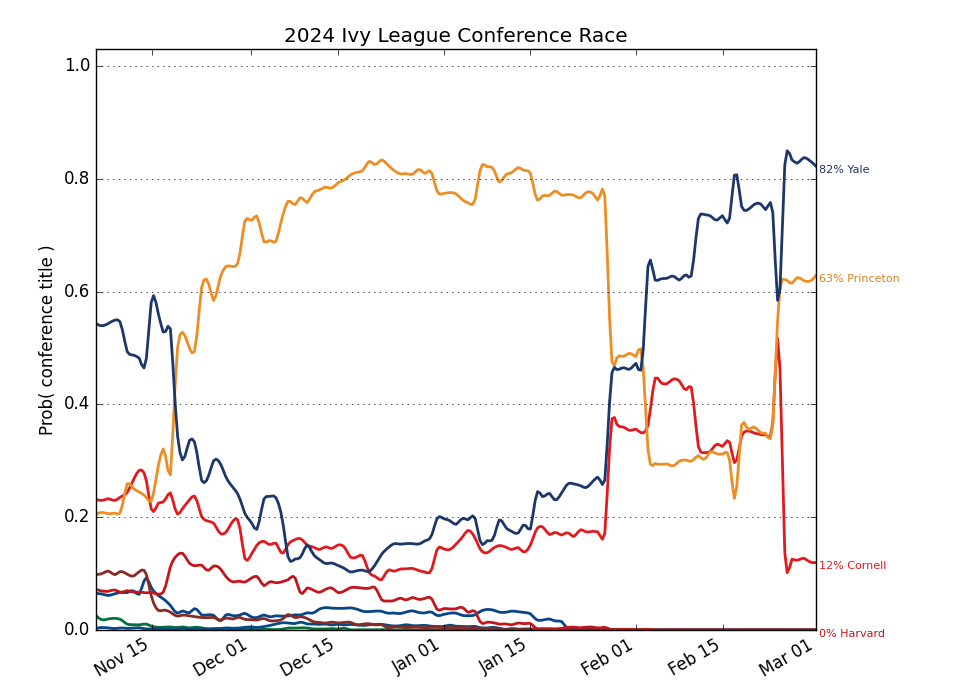 2024 Ivy League Conference Race
Prob( conference title )
1.0
0.8
0.6
0.4
0.2
0.0
Nov 15
Dec 01
Dec 15
Jan 01
Jan 15
Feb 01
Feb 15
Mar 01
82% Yale
63% Princeton
12% Cornell
0% Harvard